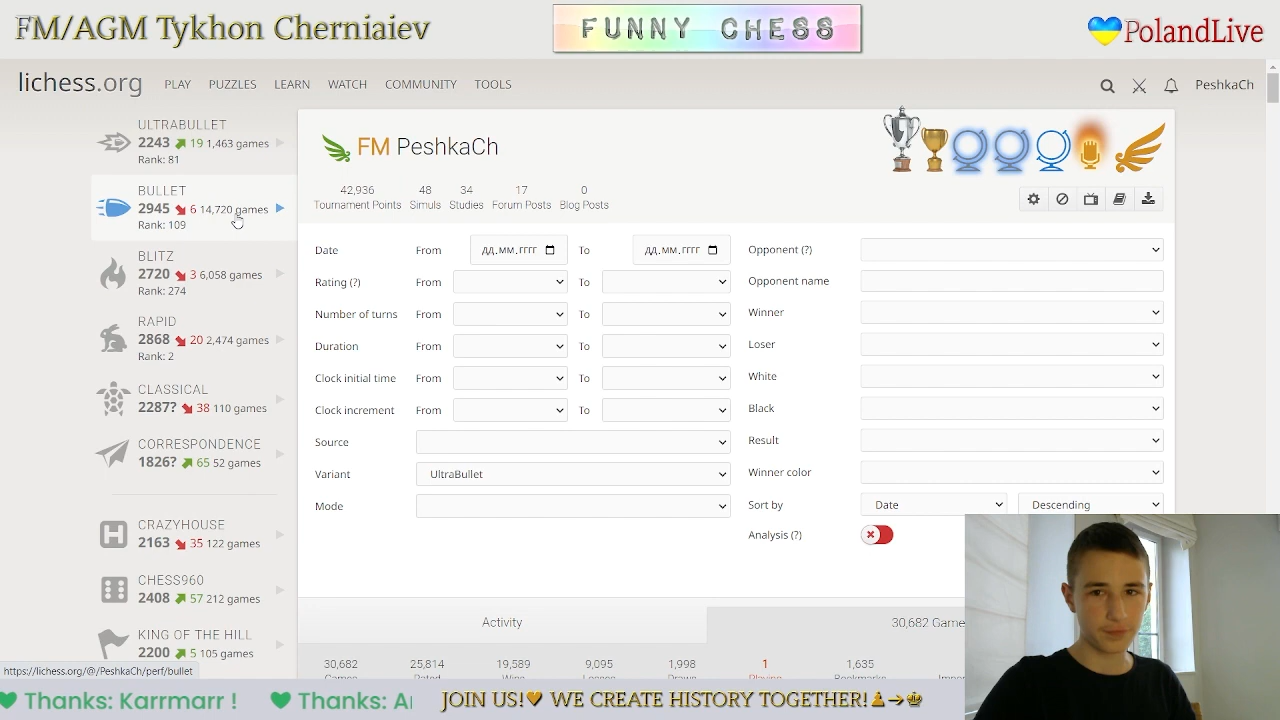 FM/AGM Tykhon Cherniaiev
FUNNY CHESS
PolandLive
lichess.org PLAY PUZZLES LEARN WATCH COMMUNITY TOOLS PeshkaCh
ULTRABULLET
2243 19 1,463 games
Rank: 81
BULLET
2945 6 14,720 games
Rank: 109
BLITZ
2720 3 6,058 games
Rank: 274
RAPID
2868 20 2,474 games
Rank: 2
CLASSICAL
2287? 38 110 games
CORRESPONDENCE
1826? 65 52 games
CRAZYHOUSE
2163 35 122 games
CHESS960
2408 57 212 games
KING OF THE HILL
2200 5 105 games
FM PeshkaCh
42,936 48 34 17 0
Tournament Points Simuls Studies Forum Posts Blog Posts
Date From дд.мм.гггг To дд.мм.гггг
Rating (?) From To
Number of turns From To
Duration From To
Clock initial time From To
Clock increment From To
Source
Variant UltraBullet
Mode
Opponent (?)
Opponent name
Winner
Loser
White
Black
Result
Winner color
Sort by Date Descending
Analysis (?)
Activity 30,682 Game
30,682 25,814 19,589 9,095 1,998 1 1,635
Games Rated Wins Losses Draws Playing Bookmarks Impor
https://lichess.org/@/PeshkaCh/perf/bullet
Thanks: Karrmarr ! Thanks: A
JOIN US! WE CREATE HISTORY TOGETHER!